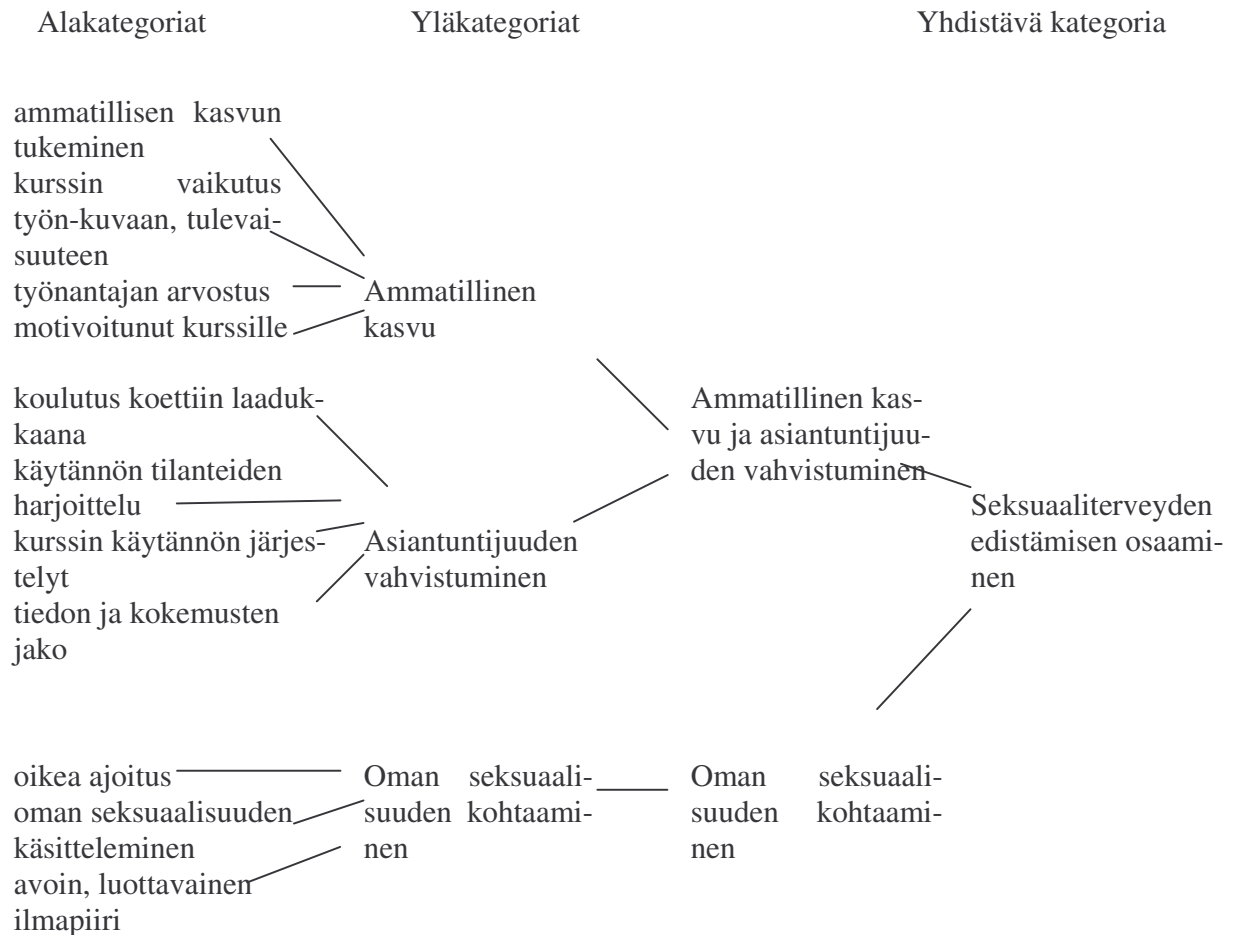 Alakategoriat Yläkategoriat Yhdistävä kategoria
ammatillisen kasvun
tukeminen
kurssin vaikutus
työn-kuvaan, tulevai-
suuteen
työnantajan arvostus
motivoitunut kurssille
Ammatillinen
kasvu
koulutus koettiin laaduk-
kaana
käytännön tilanteiden
harjoittelu
kurssin käytännön järjes-
telyt
tiedon ja kokemusten
jako
Asiantuntijuuden
vahvistuminen
Ammatillinen kas-
vu ja asiantuntijuu-
den vahvistuminen
Seksuaaliterveyden
edistämisen osaami-
nen
oikea ajoitus
oman seksuaalisuuden
käsitteleminen
avoin, luottavainen
ilmapiiri
Oman seksuaali-
suuden kohtaami-
nen
Oman seksuaali-
suuden kohtaami-
nen